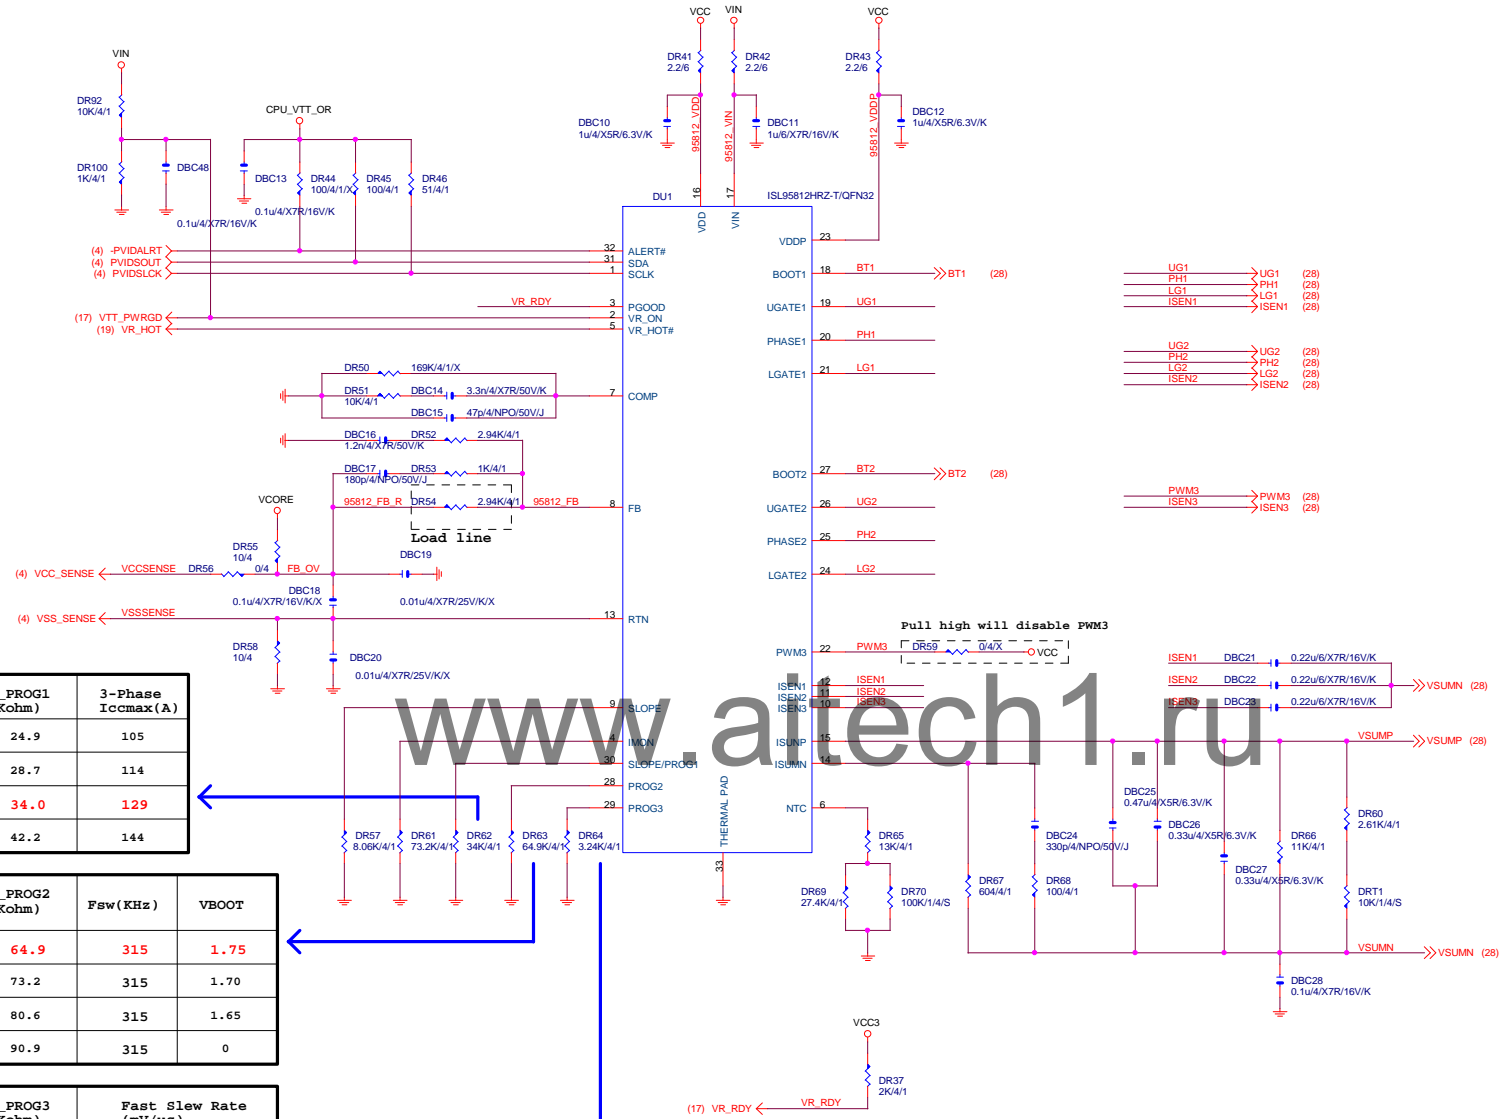 VCC
VIN
VCC
DR41
2.2/6
DR42
2.2/6
DR43
2.2/6
VIN
DR92
10K/4/1
CPU_VTT_OR
DBC10
1u/4/X5R/6.3V/K
95812_VDD
95812_VIN
DBC11
1u/6/X7R/16V/K
95812_VDDP
DBC12
1u/4/X5R/6.3V/K
DR100
1K/4/1
DBC48
0.1u/4/X7R/16V/K
DBC13
0.1u/4/X7R/16V/K
DR44
100/4/1/X
DR45
100/4/1
DR46
51/4/1
DU1
ISL95812HRZ-T/QFN32
16
17
VDD
VIN
(4) -PVIDALRT
(4) PVIDSOUT
(4) PVIDSLCK
32 ALERT#
31 SDA
1 SCLK
VR_RDY
3 PGOOD
(17) VTT_PWRGD
2 VR_ON
(19) VR_HOT
5 VR_HOT#
VDDP 23
BOOT1 18 BT1 BT1 (28)
UGATE1 19 UG1
PHASE1 20 PH1
LGATE1 21 LG1
UG1 UG1 (28)
PH1 PH1 (28)
LG1 LG1 (28)
ISEN1 ISEN1 (28)
UG2 UG2 (28)
PH2 PH2 (28)
LG2 LG2 (28)
ISEN2 ISEN2 (28)
DR50 169K/4/1/X
DR51
10K/4/1
DBC14 3.3n/4/X7R/50V/K
DBC15 47p/4/NPO/50V/J
7 COMP
DBC16
1.2n/4/X7R/50V/K
DR52 2.94K/4/1
DBC17
180p/4/NPO/50V/J
DR53 1K/4/1
95812_FB_R DR54 2.94K/4/1 95812_FB
8 FB
Load line
BOOT2 27 BT2 BT2 (28)
UGATE2 26 UG2
PHASE2 25 PH2
LGATE2 24 LG2
PWM3 PWM3 (28)
ISEN3 ISEN3 (28)
VCORE
DR55
10/4
DBC19
0.01u/4/X7R/25V/K/X
(4) VCC_SENSE VCCSENSE DR56 0/4 FB_OV
DBC18
0.1u/4/X7R/16V/K/X
(4) VSS_SENSE VSSSENSE
13 RTN
DR58
10/4
DBC20
0.01u/4/X7R/25V/K/X
Pull high will disable PWM3
PWM3 22 PWM3 DR59 0/4/X VCC
ISEN1 12 ISEN1
ISEN2 11 ISEN2
ISEN3 10 ISEN3
ISEN1 DBC21 0.22u/6/X7R/16V/K
ISEN2 DBC22 0.22u/6/X7R/16V/K
ISEN3 DBC23 0.22u/6/X7R/16V/K
VSUMN (28)
9 SLOPE
4 IMON
30 SLOPE/PROG1
28 PROG2
29 PROG3
ISUNP 15
ISUMN 14
NTC 6
VSUMP VSUMP (28)
www.aitech1.ru
THERMAL PAD
33
DR57
8.06K/4/1
DR61
73.2K/4/1
DR62
34K/4/1
DR63
64.9K/4/1
DR64
3.24K/4/1
DR65
13K/4/1
DR69
27.4K/4/1
DR70
100K/1/4/S
DR67
604/4/1
DBC24
330p/4/NPO/50V/J
DR68
100/4/1
DBC25
0.47u/4/X5R/6.3V/K
DBC26
0.33u/4/X5R/6.3V/K
DBC27
0.33u/4/X5R/6.3V/K
DR66
11K/4/1
DR60
2.61K/4/1
DRT1
10K/1/4/S
VSUMN VSUMN (28)
DBC28
0.1u/4/X7R/16V/K
_PROG1 3-Phase
Kohm) Iccmax(A)
24.9 105
28.7 114
34.0 129
42.2 144
_PROG2
Kohm) Fsw(KHz) VBOOT
64.9 315 1.75
73.2 315 1.70
80.6 315 1.65
90.9 315 0
_PROG3 Fast Slew Rate
VCC3
DR37
2K/4/1
(17) VR_RDY VR_RDY